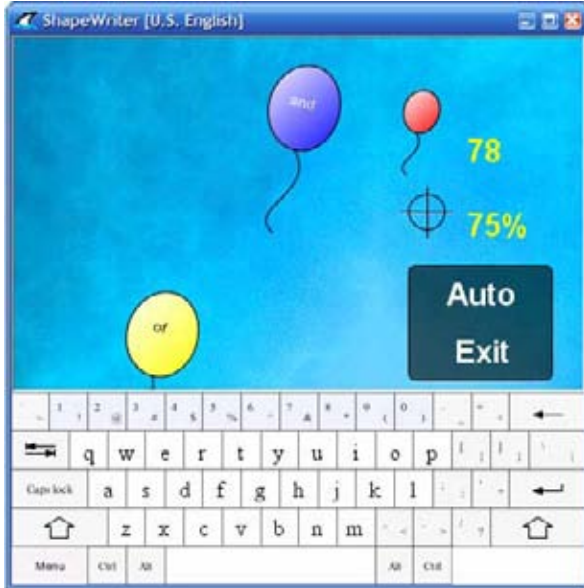 ShapeWriter [U.S. English]
and
78
75%
or
Auto
Exit
1 2 @ 3 # 4 $ 5 % 6 7 & 8 * 9 ( 0 )
q w e r t y u i o p [ ]
Caps lock a s d f g h j k l
z x c v b n m
Menu Ctrl Alt Alt Ctrl